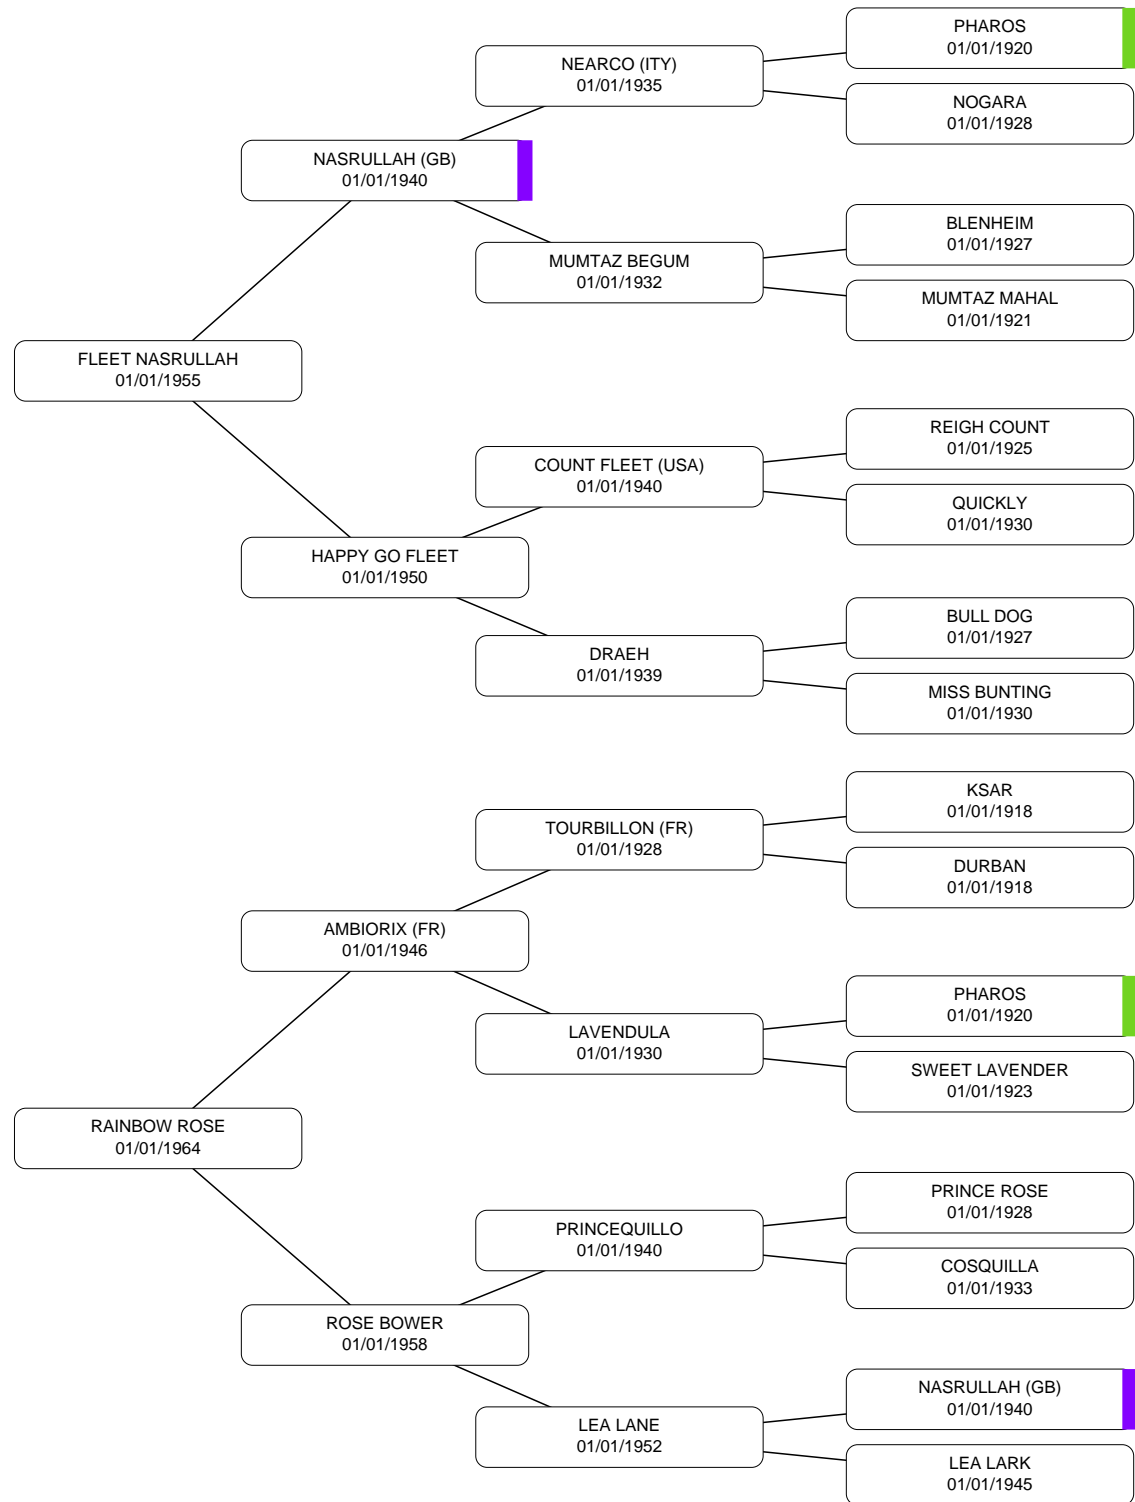 PHAROS
01/01/1920
NEARCO (ITY)
01/01/1935
NOGARA
01/01/1928
NASRULLAH (GB)
01/01/1940
BLENHEIM
01/01/1927
MUMTAZ BEGUM
01/01/1932
MUMTAZ MAHAL
01/01/1921
FLEET NASRULLAH
01/01/1955
REIGH COUNT
01/01/1925
COUNT FLEET (USA)
01/01/1940
QUICKLY
01/01/1930
HAPPY GO FLEET
01/01/1950
BULL DOG
01/01/1927
DRAEH
01/01/1939
MISS BUNTING
01/01/1930
KSAR
01/01/1918
TOURBILLON (FR)
01/01/1928
DURBAN
01/01/1918
AMBIORIX (FR)
01/01/1946
PHAROS
01/01/1920
LAVENDULA
01/01/1930
SWEET LAVENDER
01/01/1923
RAINBOW ROSE
01/01/1964
PRINCE ROSE
01/01/1928
PRINCEQUILLO
01/01/1940
COSQUILLA
01/01/1933
ROSE BOWER
01/01/1958
NASRULLAH (GB)
01/01/1940
LEA LANE
01/01/1952
LEA LARK
01/01/1945